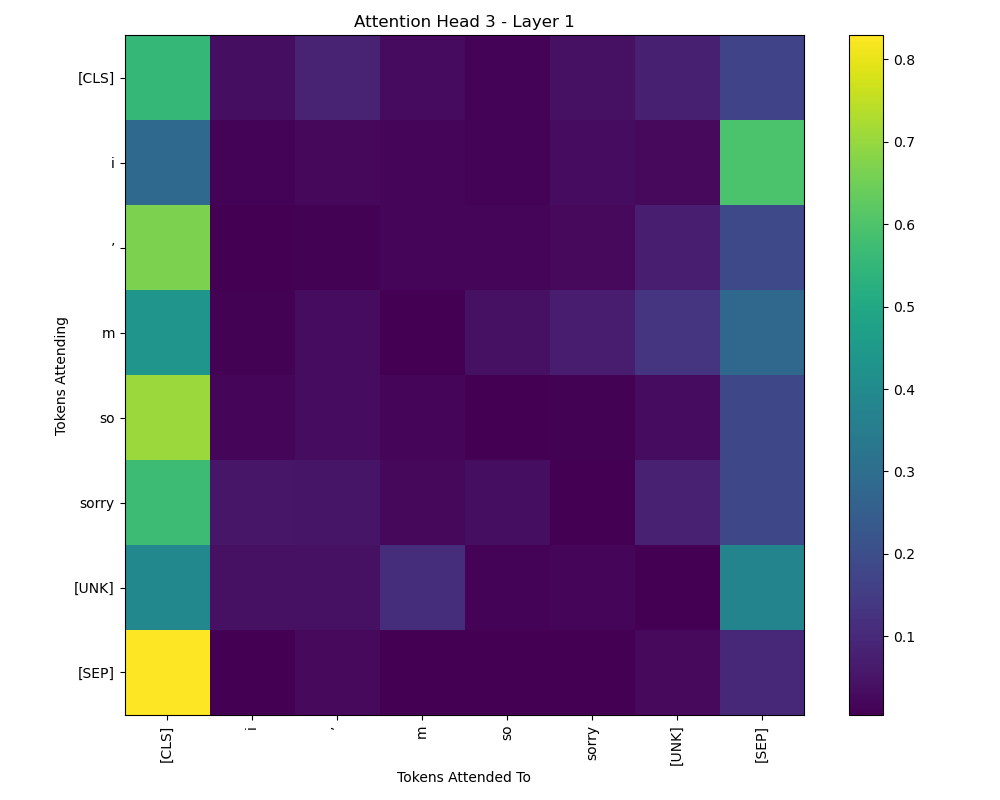 Attention Head 3 - Layer 1
Tokens Attending
[CLS]
i
’
m
so
sorry
[UNK]
[SEP]
[CLS]
i
’
m
so
sorry
[UNK]
[SEP]
Tokens Attended To
0.8
0.7
0.6
0.5
0.4
0.3
0.2
0.1